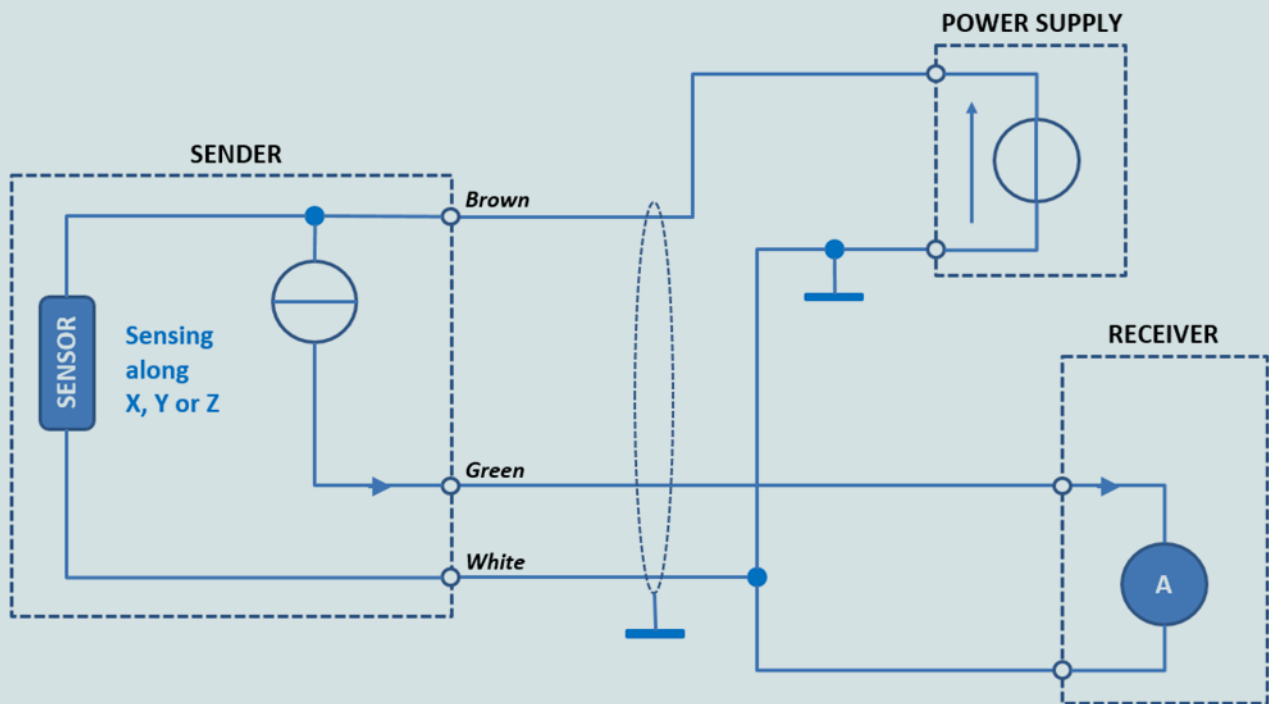 POWER SUPPLY
SENDER
Brown
SENSOR
Sensing
along
X, Y or Z
RECEIVER
Green
White
A